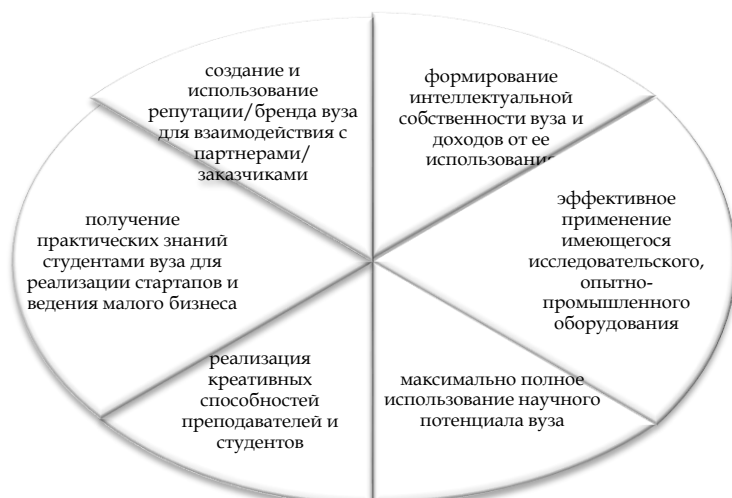 создание и
использование
репутации/бренда вуза
для взаимодействия с
партнерами/
заказчиками
формирование
интеллектуальной
собственности вуза и
доходов от ее
использования
эффективное
применение
имеющегося
исследовательского,
опытно-
промышленного
оборудования
максимально полное
использование научного
потенциала вуза
реализация
креативных
способностей
преподавателей и
студентов
получение
практических знаний
студентами вуза для
реализации стартапов и
ведения малого бизнеса